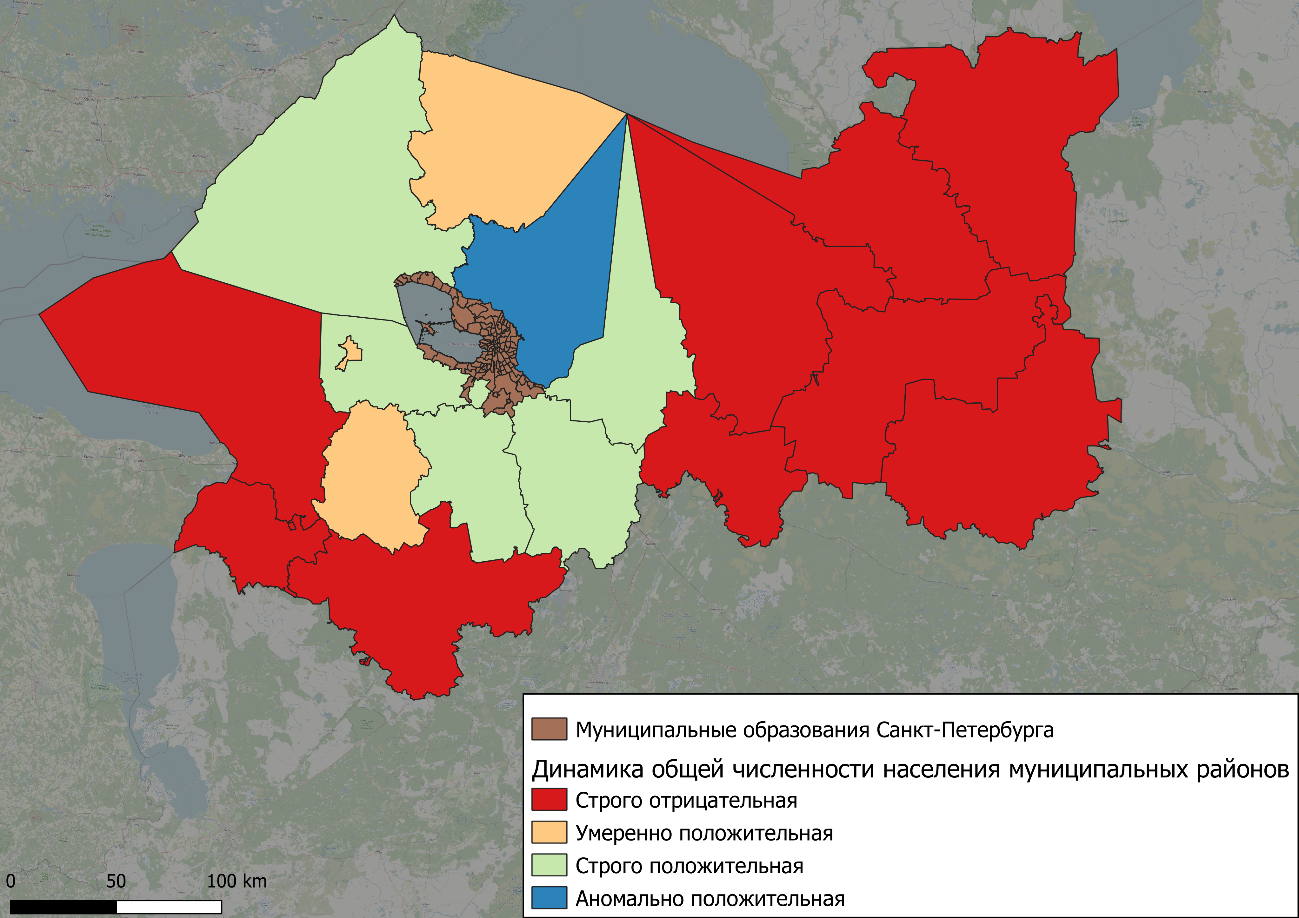 0 50 100 km
Муниципальные образования Санкт-Петербурга
Динамика общей численности населения муниципальных районов
Строго отрицательная
Умеренно положительная
Строго положительная
Аномально положительная